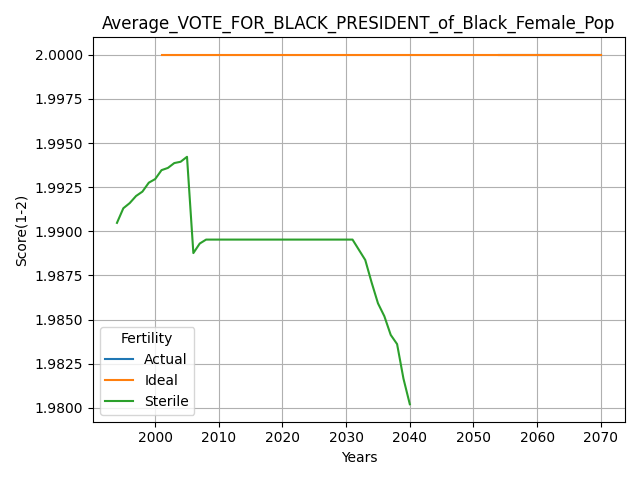 Average_VOTE_FOR_BLACK_PRESIDENT_of_Black_Female_Pop
2.0000
1.9975
1.9950
1.9925
1.9900
1.9875
1.9850
1.9825
1.9800
Score(1-2)
Fertility
Actual
Ideal
Sterile
2000 2010 2020 2030 2040 2050 2060 2070
Years